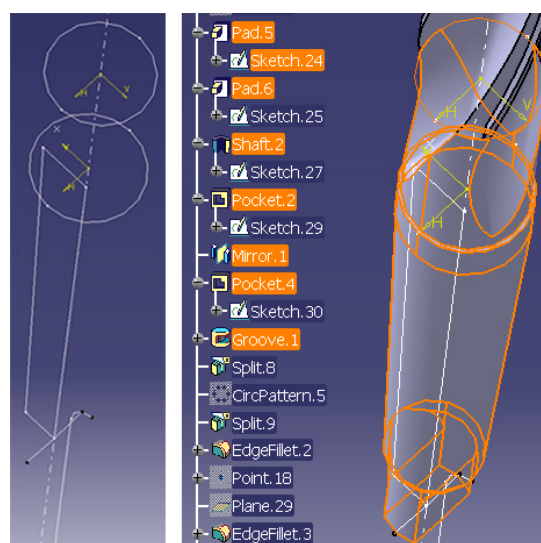 H
V
X
H
Pad.5
Sketch.24
Pad.6
Sketch.25
Shaft.2
Sketch.27
Pocket.2
Sketch.29
Mirror.1
Pocket.4
Sketch.30
Groove.1
Split.8
CircPattern.5
Split.9
EdgeFillet.2
Point.18
Plane.29
EdgeFillet.3
H
V
X
H